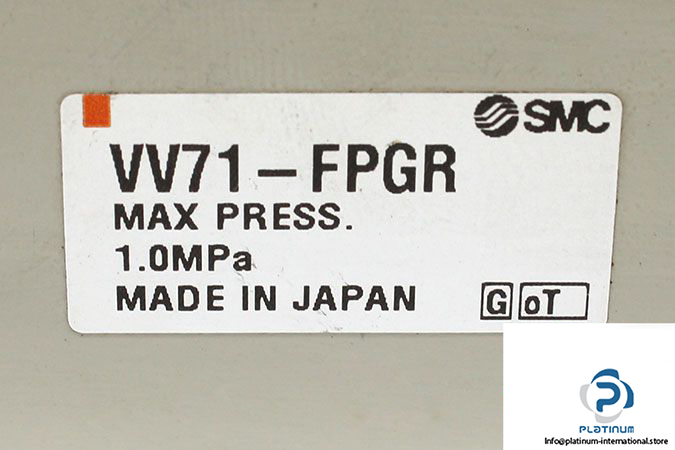 SMC
VV71-FPGR
MAX PRESS.
1.0MPa
MADE IN JAPAN
G oT
PLATINUM
Info@platinum-international.store